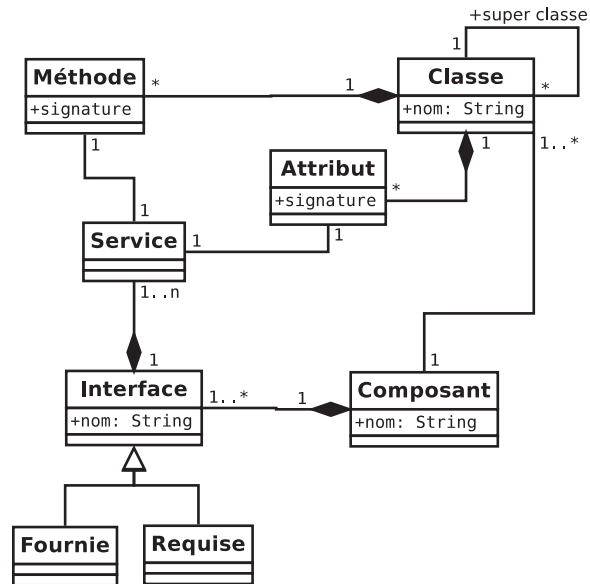 +super classe
1
Méthode
*
1
Classe
*
+signature
+nom: String
1
1
1..*
Attribut
*
+signature
1
Service
1
1
1..n
1
1
Interface
1..*
1
Composant
+nom: String
+nom: String
Fournie
Requise